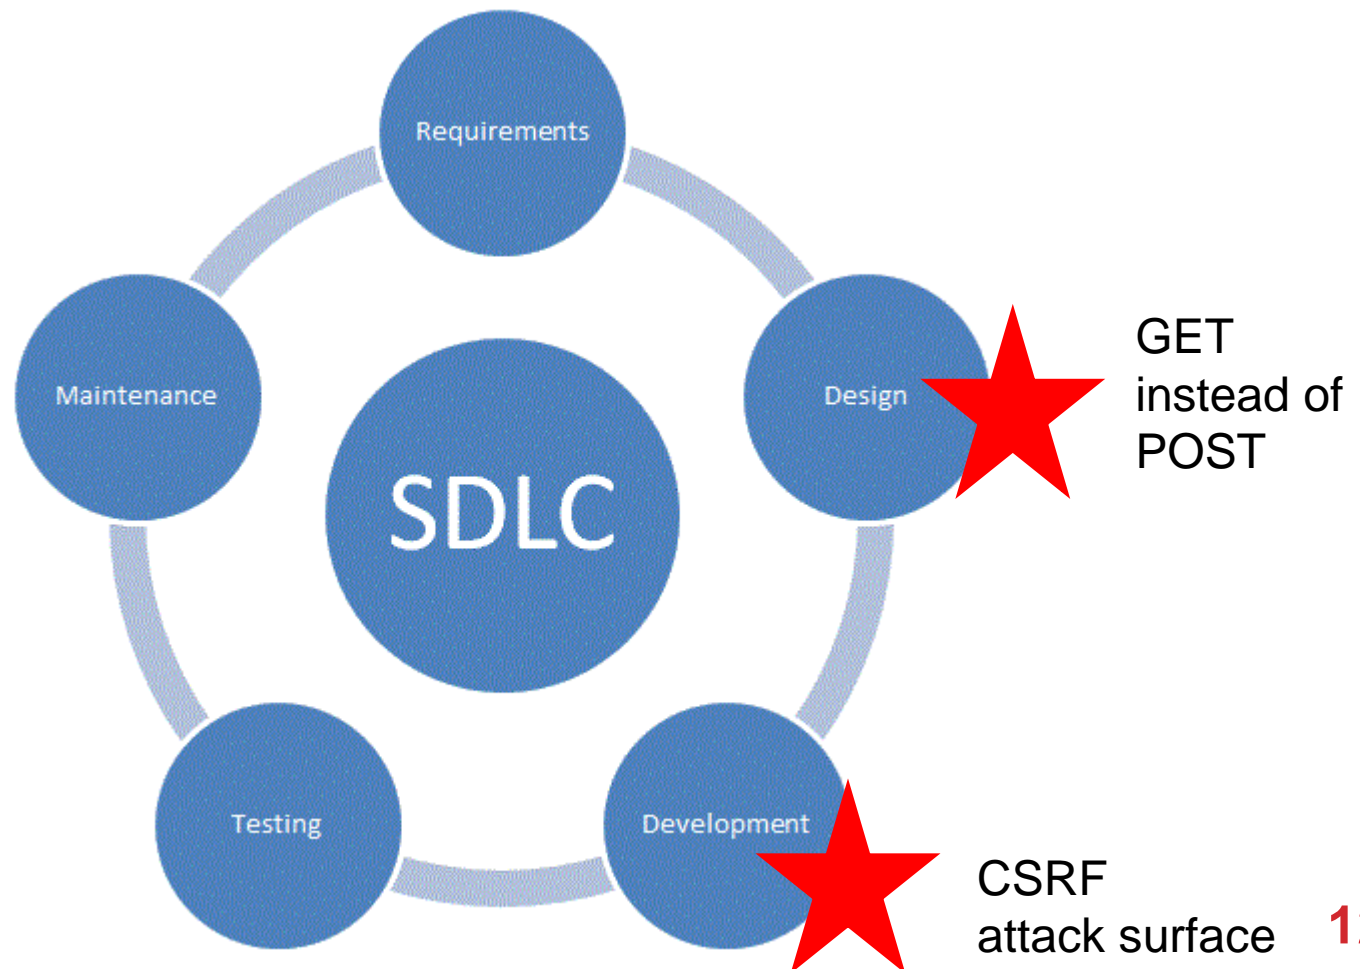 Requirements
Maintenance
Design
GET
instead of
POST
SDLC
Testing
Development
CSRF
attack surface